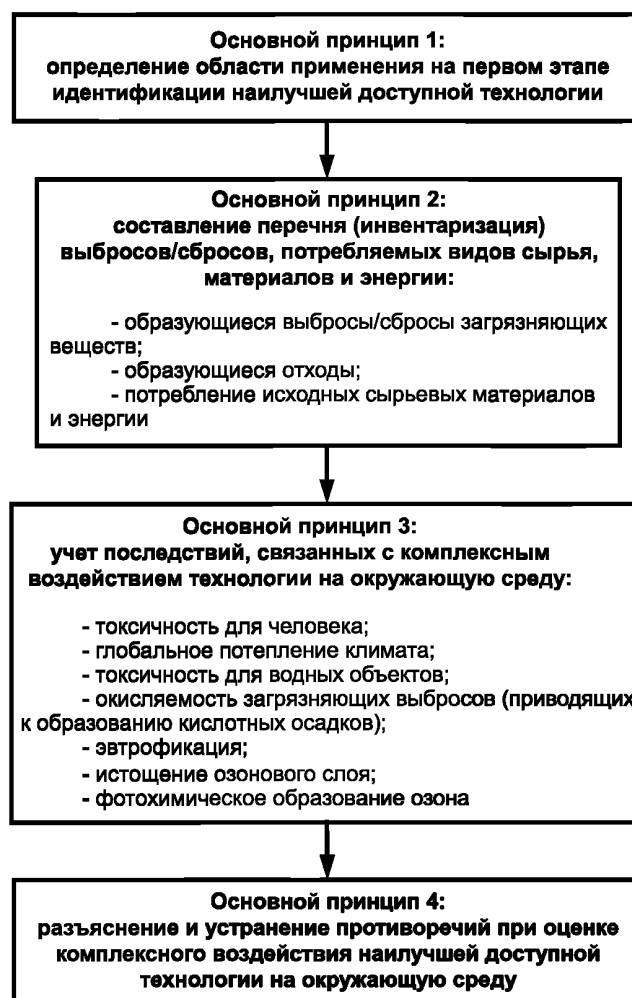 Основной принцип 1:
определение области применения на первом этапе
идентификации наилучшей доступной технологии
Основной принцип 2:
составление перечня (инвентаризация)
выбросов/сбросов, потребляемых видов сырья,
материалов и энергии:
- образующиеся выбросы/сбросы загрязняющих
веществ;
- образующиеся отходы;
- потребление исходных сырьевых материалов
и энергии
Основной принцип 3:
учет последствий, связанных с комплексным
воздействием технологии на окружающую среду:
- токсичность для человека;
- глобальное потепление климата;
- токсичность для водных объектов;
- окисляемость загрязняющих выбросов (приводящих
к образованию кислотных осадков);
- эвтрофикация;
- истощение озонового слоя;
- фотохимическое образование озона
Основной принцип 4:
разъяснение и устранение противоречий при оценке
комплексного воздействия наилучшей доступной
технологии на окружающую среду